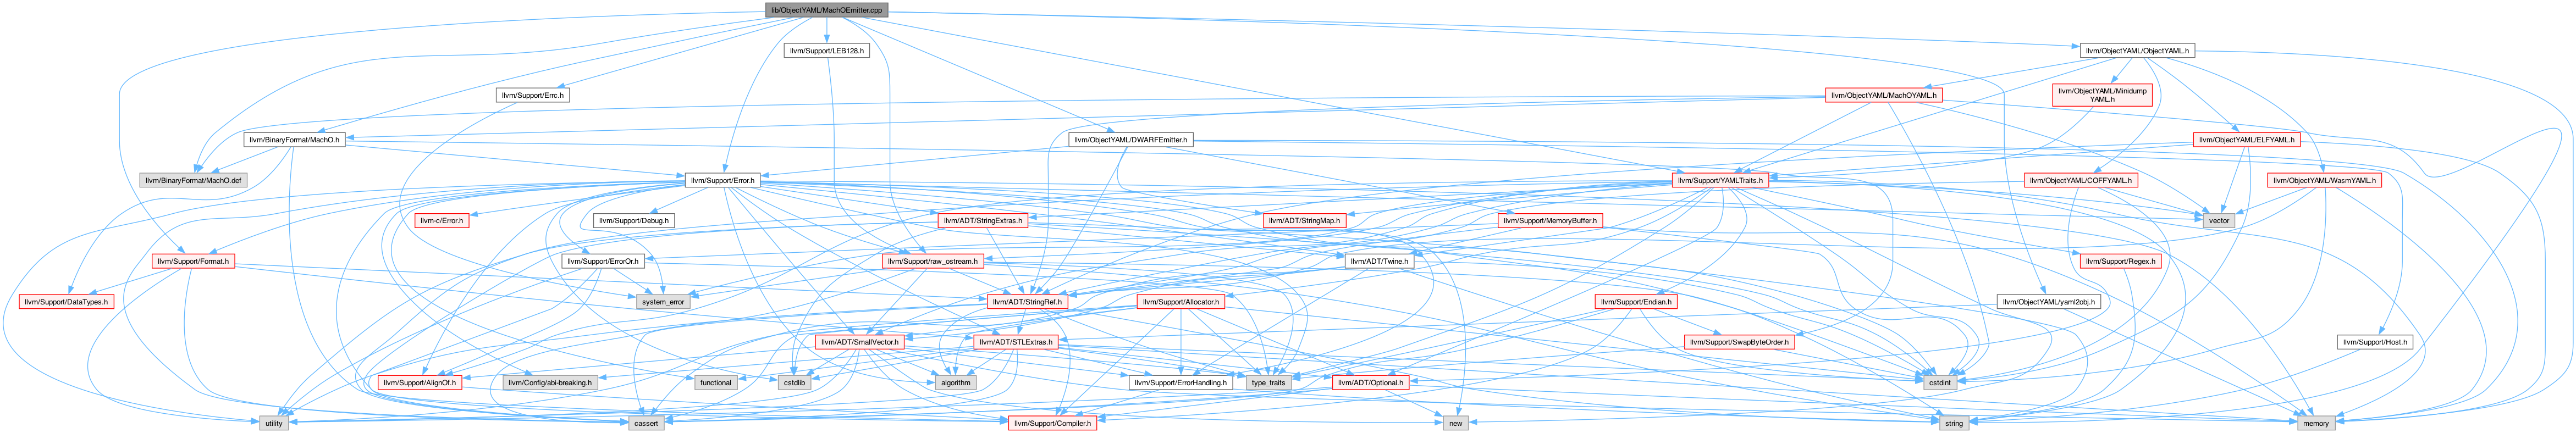 lib/ObjectYAML/MachOEmitter.cpp
llvm/Support/LEB128.h
llvm/ObjectYAML/ObjectYAML.h
llvm/Support/Errc.h
llvm/ObjectYAML/MachOYAML.h
llvm/ObjectYAML/Minidump
YAML.h
llvm/BinaryFormat/MachO.h
llvm/ObjectYAML/DWARFEmitter.h
llvm/ObjectYAML/ELFYAML.h
llvm/BinaryFormat/MachO.def
llvm/Support/Error.h
llvm/Support/YAMLTraits.h
llvm/ObjectYAML/COFFYAML.h
llvm/ObjectYAML/WasmYAML.h
llvm-c/Error.h
llvm/Support/Debug.h
llvm/ADT/StringExtras.h
llvm/ADT/StringMap.h
llvm/Support/MemoryBuffer.h
vector
llvm/Support/Format.h
llvm/Support/ErrorOr.h
llvm/Support/raw_ostream.h
llvm/ADT/Twine.h
llvm/Support/Regex.h
llvm/Support/DataTypes.h
system_error
llvm/ADT/StringRef.h
llvm/Support/Allocator.h
llvm/Support/Endian.h
llvm/ObjectYAML/yaml2obj.h
llvm/ADT/SmallVector.h
llvm/ADT/STLExtras.h
llvm/Support/SwapByteOrder.h
llvm/Support/Host.h
llvm/Support/AlignOf.h
llvm/Config/abi-breaking.h
functional
cstdlib
algorithm
llvm/Support/ErrorHandling.h
type_traits
llvm/ADT/Optional.h
cstdint
utility
cassert
llvm/Support/Compiler.h
new
string
memory